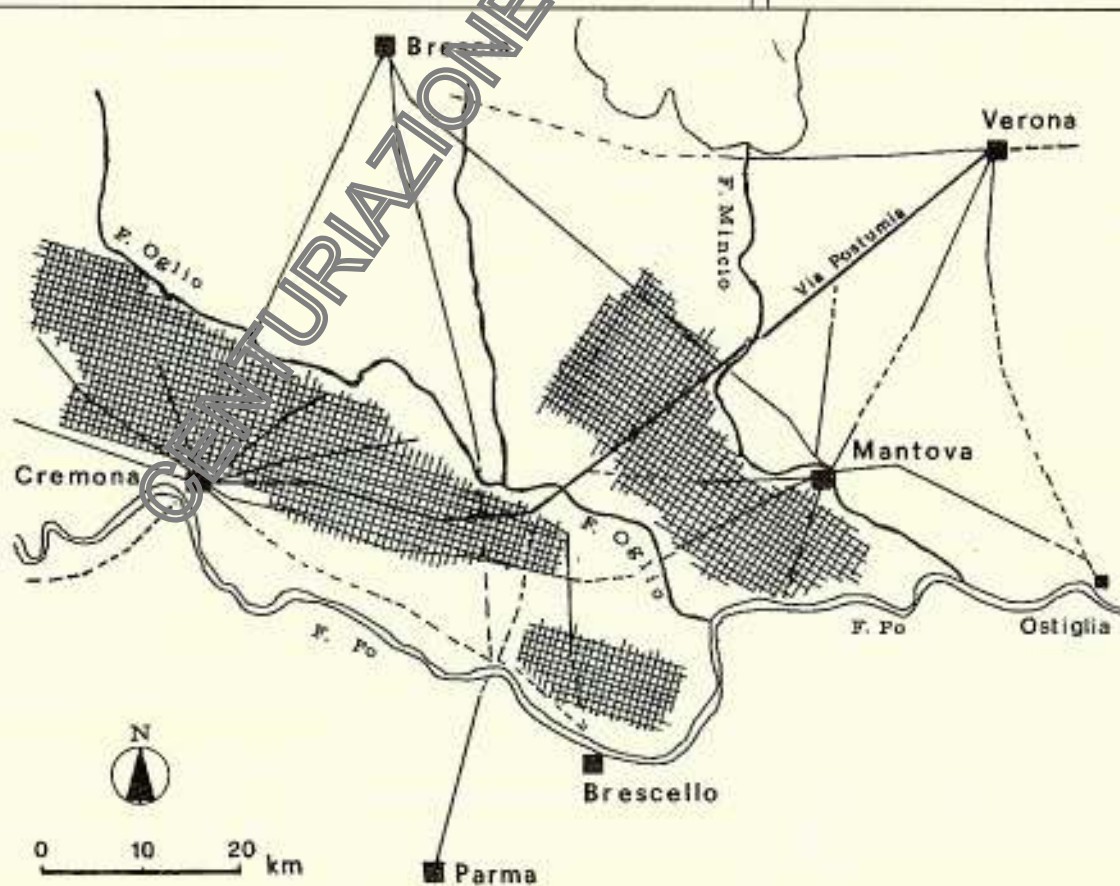 Verona
F. Mincio
Via Postumia
F. Oglio
CENTURIAZIONE
Mantova
Cremona
F. Oglio
F. Po
F. Po
Ostiglia
N
Brescello
0 10 20 km
Parma